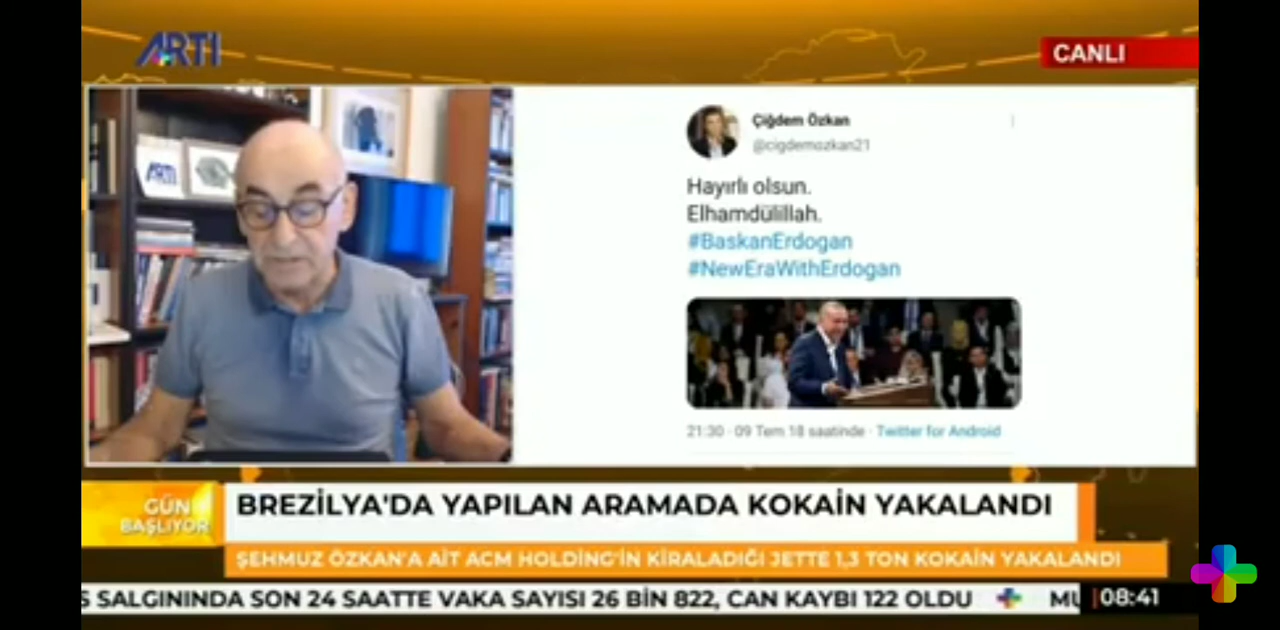 ARTI
CANLI
ARTI
Çiğdem Özkan
@cigdemozkan21
Hayırlı olsun.
Elhamdülillah.
#BaskanErdogan
#NewEraWithErdogan
21:30 · 09 Tem 18 saatinde · Twitter for Android
GÜN
BAŞLIYOR
BREZİLYA'DA YAPILAN ARAMADA KOKAİN YAKALANDI
ŞEHMUZ ÖZKAN'A AİT ACM HOLDİNG'İN KİRALADIĞI JETTE 1,3 TON KOKAİN YAKALANDI
S SALGININDA SON 24 SAATTE VAKA SAYISI 26 BİN 822, CAN KAYBI 122 OLDU
08:41